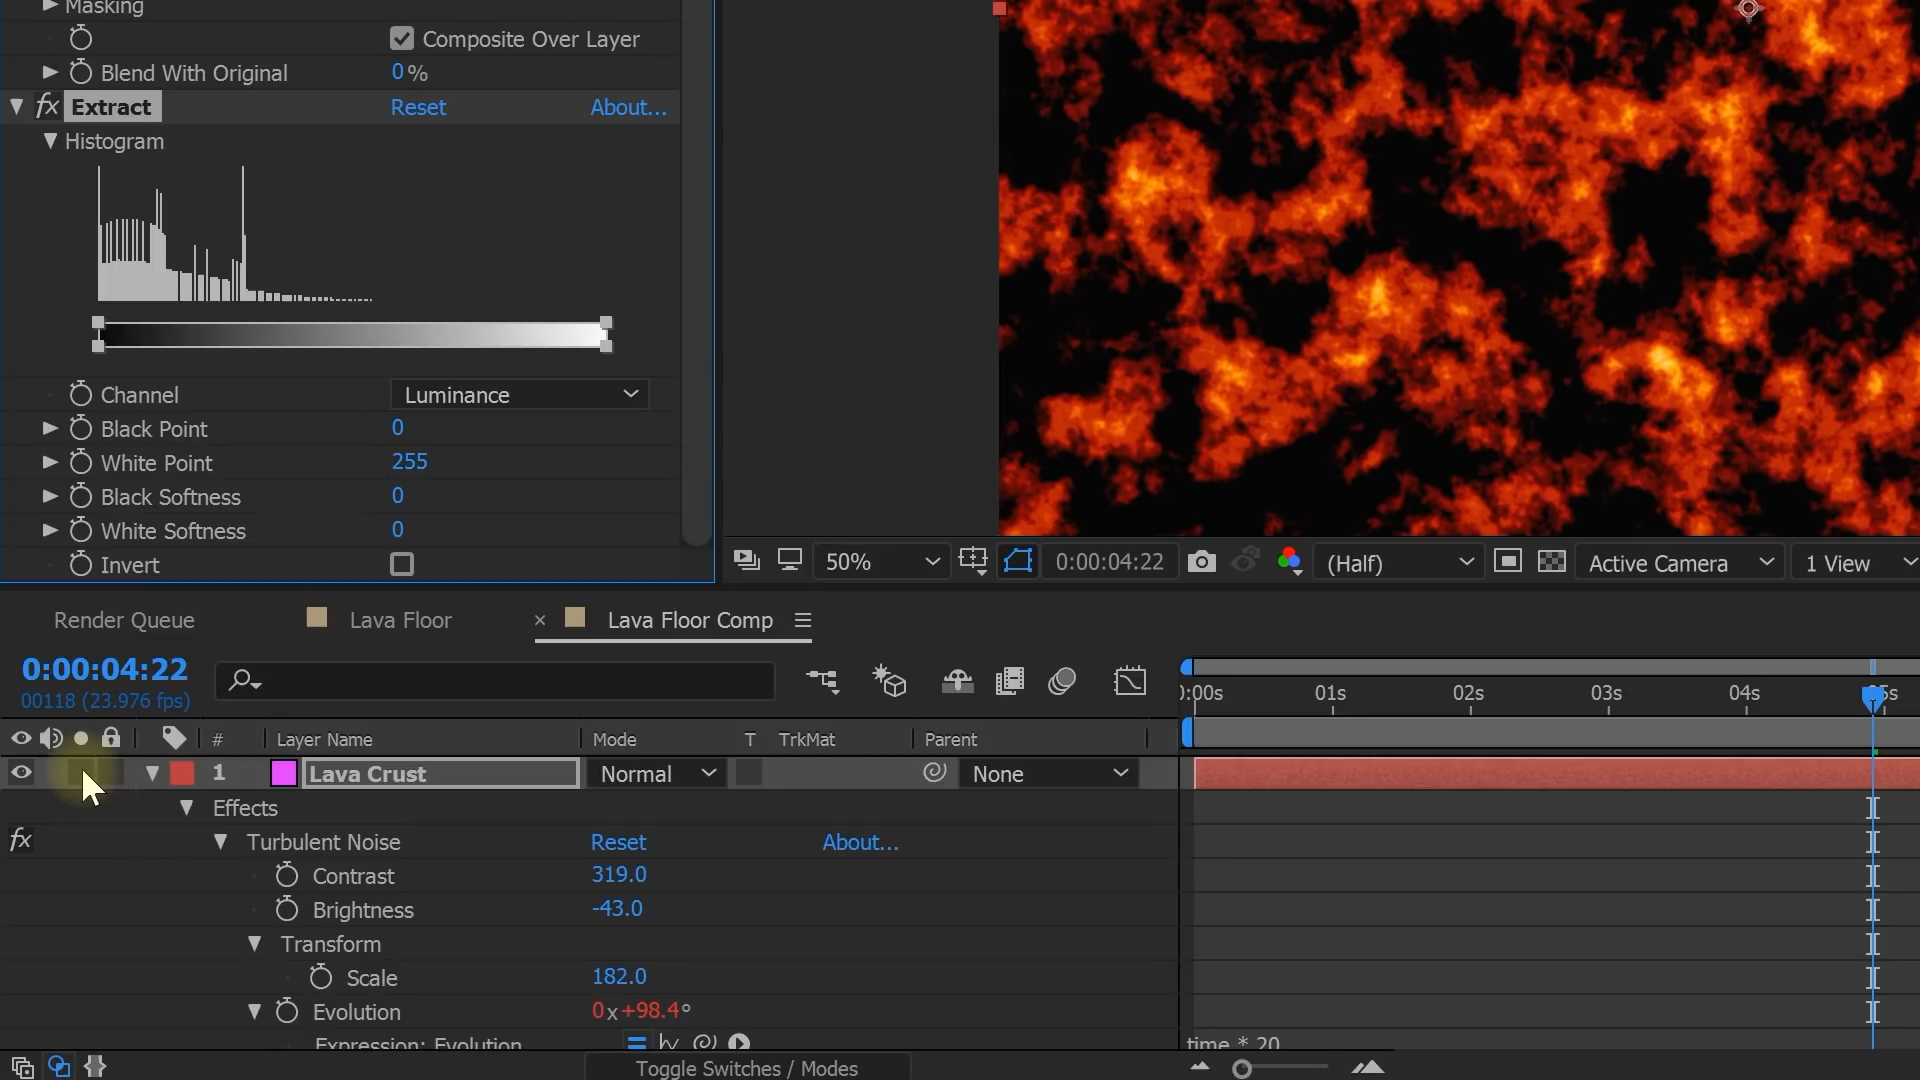 Masking
Composite Over Layer
Blend With Original 0%
fx Extract Reset About...
Histogram
Channel Luminance
Black Point 0
White Point 255
Black Softness 0
White Softness 0
Invert
50% 0:00:04:22 (Half) Active Camera 1 View
Render Queue Lava Floor × Lava Floor Comp
0:00:04:22
00118 (23.976 fps)
0:00s 01s 02s 03s 04s 05s
# Layer Name Mode T TrkMat Parent
1 Lava Crust Normal None
Effects
fx Turbulent Noise Reset About...
Contrast 319.0
Brightness -43.0
Transform
Scale 182.0
Evolution 0x+98.4°
Expression: Evolution time * 20
Toggle Switches / Modes